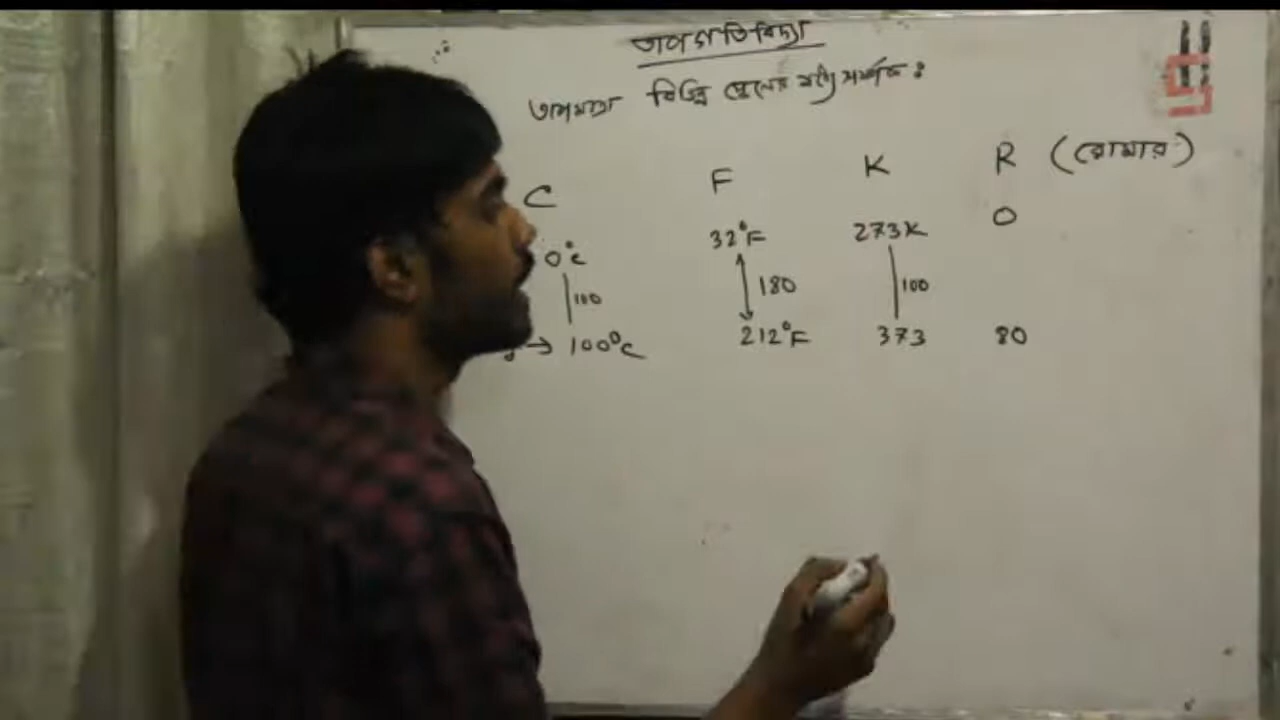 তাপগতিবিদ্যা
তাপমাত্রা বিভিন্ন স্কেলের মধ্যে সম্পর্ক :
C F K R (রোমার)
0°C 32°F 273K 0
100 180 100
→ 100°C 212°F 373 80